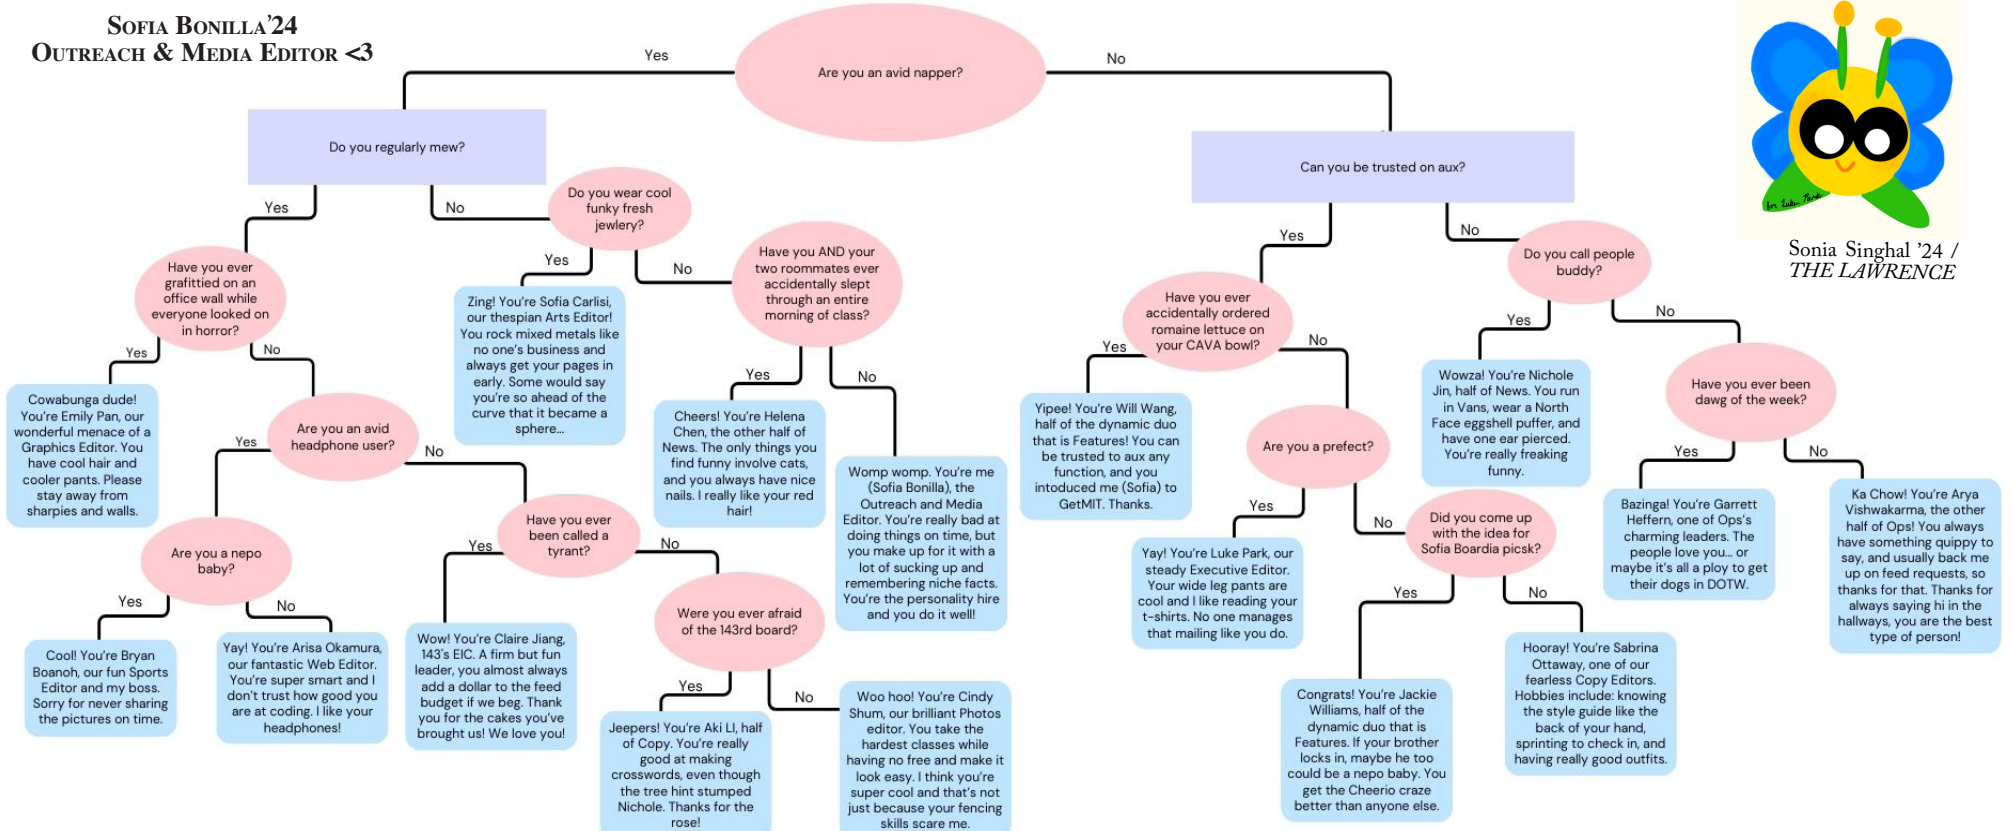 Sofia Bonilla'24
Outreach & Media Editor <3
Are you an avid napper?
Yes
No
Do you regularly mew?
Yes
No
Have you ever
grafittied on an
office wall while
everyone looked on
in horror?
Yes
No
Cowabunga dude!
You're Emily Pan, our
wonderful menace of a
Graphics Editor. You
have cool hair and
cooler pants. Please
stay away from
sharpies and walls.
Are you an avid
headphone user?
Yes
No
Are you a nepo
baby?
Yes
No
Cool! You're Bryan
Boanoh, our fun Sports
Editor and my boss.
Sorry for never sharing
the pictures on time.
Yay! You're Arisa Okamura,
our fantastic Web Editor.
You're super smart and I
don't trust how good you
are at coding. I like your
headphones!
Have you ever
been called a
tyrant?
Yes
No
Wow! You're Claire Jiang,
143's EIC. A firm but fun
leader, you almost always
add a dollar to the feed
budget if we beg. Thank
you for the cakes you've
brought us! We love you!
Were you ever afraid
of the 143rd board?
Yes
No
Jeepers! You're Aki LI, half
of Copy. You're really
good at making
crosswords, even though
the tree hint stumped
Nichole. Thanks for the
rose!
Woo hoo! You're Cindy
Shum, our brilliant Photos
editor. You take the
hardest classes while
having no free and make it
look easy. I think you're
super cool and that's not
just because your fencing
skills scare me.
Do you wear cool
funky fresh
jewlery?
Yes
No
Zing! You're Sofia Carlisi,
our thespian Arts Editor!
You rock mixed metals like
no one's business and
always get your pages in
early. Some would say
you're so ahead of the
curve that it became a
sphere...
Have you AND your
two roommates ever
accidentally slept
through an entire
morning of class?
Yes
No
Cheers! You're Helena
Chen, the other half of
News. The only things you
find funny involve cats,
and you always have nice
nails. I really like your red
hair!
Womp womp. You're me
(Sofia Bonilla), the
Outreach and Media
Editor. You're really bad at
doing things on time, but
you make up for it with a
lot of sucking up and
remembering niche facts.
You're the personality hire
and you do it well!
Can you be trusted on aux?
Yes
No
Have you ever
accidentally ordered
romaine lettuce on
your CAVA bowl?
Yes
No
Yipee! You're Will Wang,
half of the dynamic duo
that is Features! You can
be trusted to aux any
function, and you
intoduced me (Sofia) to
GetMIT. Thanks.
Are you a prefect?
Yes
No
Yay! You're Luke Park, our
steady Executive Editor.
Your wide leg pants are
cool and I like reading your
t-shirts. No one manages
that mailing like you do.
Did you come up
with the idea for
Sofia Boardia picsk?
Yes
No
Congrats! You're Jackie
Williams, half of the
dynamic duo that is
Features. If your brother
locks in, maybe he too
could be a nepo baby. You
get the Cheerio craze
better than anyone else.
Hooray! You're Sabrina
Ottaway, one of our
fearless Copy Editors.
Hobbies include: knowing
the style guide like the
back of your hand,
sprinting to check in, and
having really good outfits.
Do you call people
buddy?
Yes
No
Wowza! You're Nichole
Jin, half of News. You run
in Vans, wear a North
Face eggshell puffer, and
have one ear pierced.
You're really freaking
funny.
Have you ever been
dawg of the week?
Yes
No
Bazinga! You're Garrett
Heffern, one of Ops's
charming leaders. The
people love you... or
maybe it's all a ploy to get
their dogs in DOTW.
Ka Chow! You're Arya
Vishwakarma, the other
half of Ops! You always
have something quippy to
say, and usually back me
up on feed requests, so
thanks for that. Thanks for
always saying hi in the
hallways, you are the best
type of person!
for Luke Park
Sonia Singhal '24 /
THE LAWRENCE